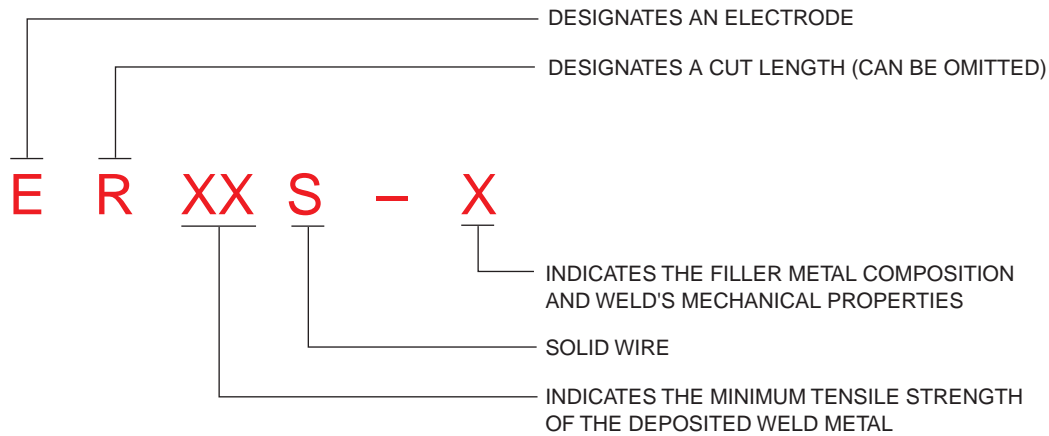 DESIGNATES AN ELECTRODE
DESIGNATES A CUT LENGTH (CAN BE OMITTED)
E R XX S – X
INDICATES THE FILLER METAL COMPOSITION
AND WELD'S MECHANICAL PROPERTIES
SOLID WIRE
INDICATES THE MINIMUM TENSILE STRENGTH
OF THE DEPOSITED WELD METAL